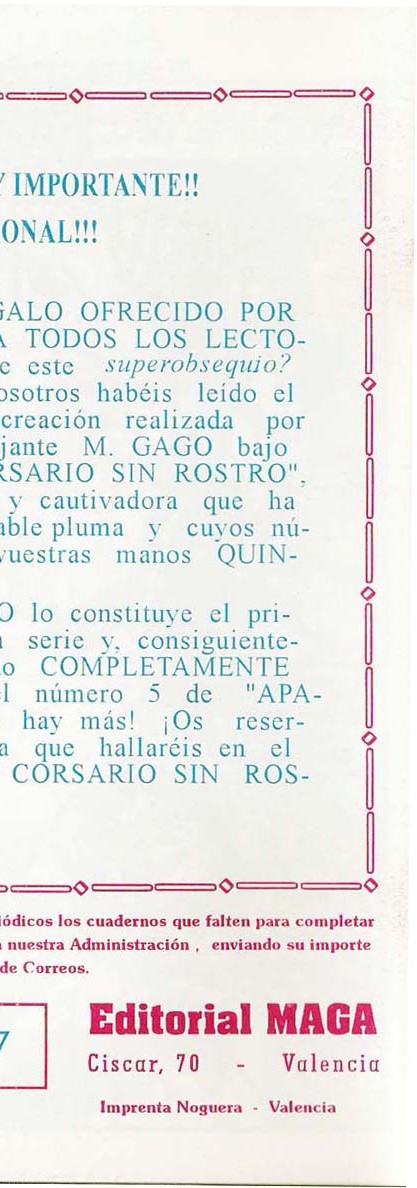 Y IMPORTANTE!!
ONAL!!!
GALO OFRECIDO POR
A TODOS LOS LECTO-
e este superobsequio?
osotros habéis leído el
creación realizada por
jante M. GAGO bajo
RSARIO SIN ROSTRO",
y cautivadora que ha
able pluma y cuyos nú-
vuestras manos QUIN-
O lo constituye el pri-
a serie y, consiguiente-
do COMPLETAMENTE
el número 5 de "APA-
hay más! ¡Os reser-
a que hallaréis en el
CORSARIO SIN ROS-
iódicos los cuadernos que falten para completar
a nuestra Administración , enviando su importe
de Correos.
7
Editorial MAGA
Ciscar, 70 - Valencia
Imprenta Noguera - Valencia